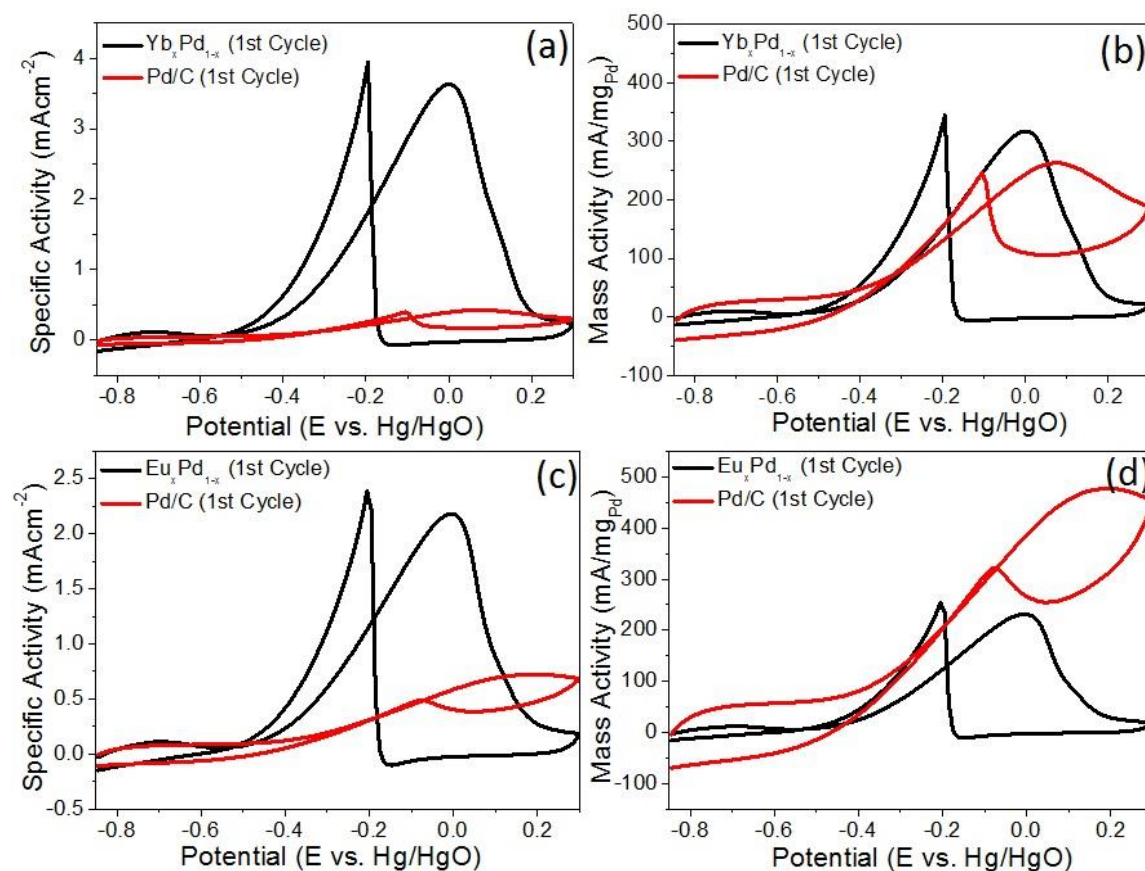 (a)
Yb
x
Pd
1-x
(1st Cycle)
Pd/C (1st Cycle)
Specific Activity (mAcm-2)
4
3
2
1
0
-0.8 -0.6 -0.4 -0.2 0.0 0.2
Potential (E vs. Hg/HgO)
(b)
YbxPd1-x (1st Cycle)
Pd/C (1st Cycle)
Mass Activity (mA/mgPd)
500
400
300
200
100
0
-100
-0.8 -0.6 -0.4 -0.2 0.0 0.2
Potential (E vs. Hg/HgO)
(c)
EuxPd1-x (1st Cycle)
Pd/C (1st Cycle)
Specific Activity (mAcm-2)
2.5
2.0
1.5
1.0
0.5
0.0
-0.5
-0.8 -0.6 -0.4 -0.2 0.0 0.2
Potential (E vs. Hg/HgO)
(d)
EuxPd1-x (1st Cycle)
Pd/C (1st Cycle)
Mass Activity (mA/mgPd)
500
400
300
200
100
0
-100
-0.8 -0.6 -0.4 -0.2 0.0 0.2
Potential (E vs. Hg/HgO)